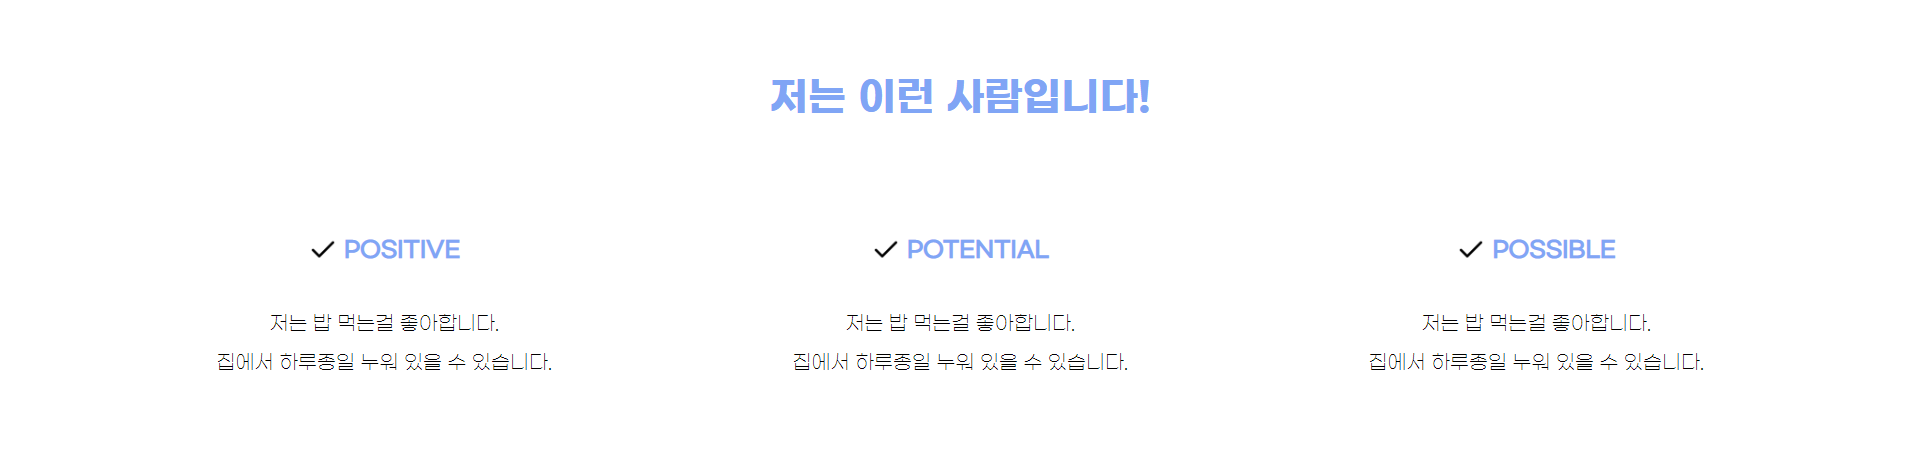 저는 이런 사람입니다!
POSITIVE
저는 밥 먹는걸 좋아합니다.
집에서 하루종일 누워 있을 수 있습니다.
POTENTIAL
저는 밥 먹는걸 좋아합니다.
집에서 하루종일 누워 있을 수 있습니다.
POSSIBLE
저는 밥 먹는걸 좋아합니다.
집에서 하루종일 누워 있을 수 있습니다.